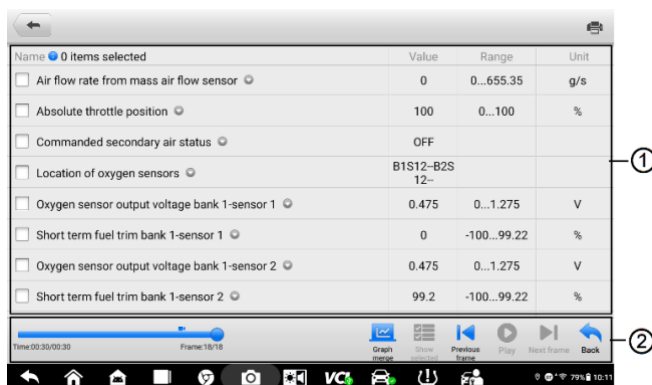 Name 0 items selected Value Range Unit
Air flow rate from mass air flow sensor 0 0...655.35 g/s
Absolute throttle position 100 0...100 %
Commanded secondary air status OFF
Location of oxygen sensors B1S12--B2S
12--
Oxygen sensor output voltage bank 1-sensor 1 0.475 0...1.275 V
Short term fuel trim bank 1-sensor 1 0 -100...99.22 %
Oxygen sensor output voltage bank 1-sensor 2 0.475 0...1.275 V
Short term fuel trim bank 1-sensor 2 99.2 -100...99.22 %
1
Time:00:30/00:30 Frame:18/18
Graph
merge
Show
selected
Previous
frame
Play
Next frame
Back
2
VCI
79% 10:11